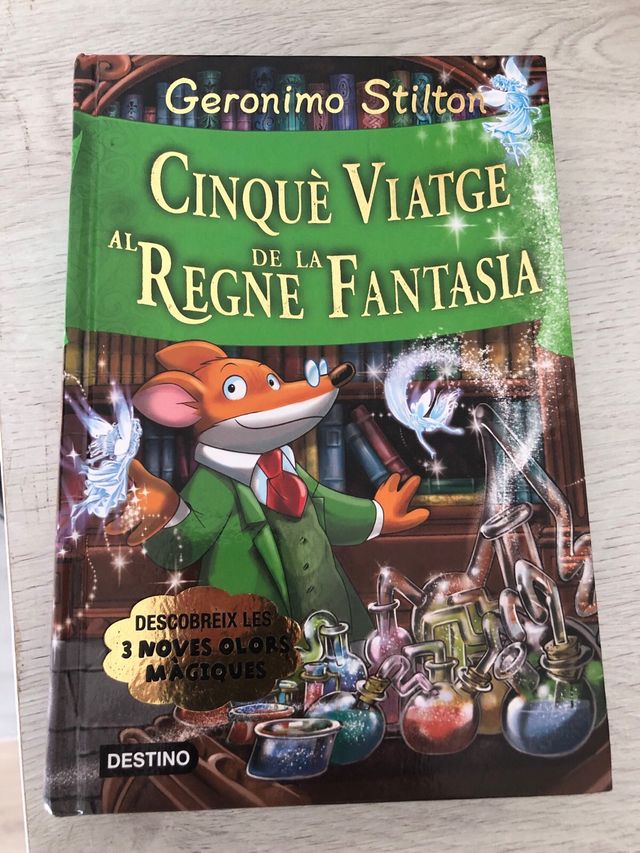 Geronimo Stilton
CINQUÈ VIATGE
AL REGNE DE LA FANTASIA
DESCOBREIX LES
3 NOVES OLORS
MÀGIQUES
DESTINO